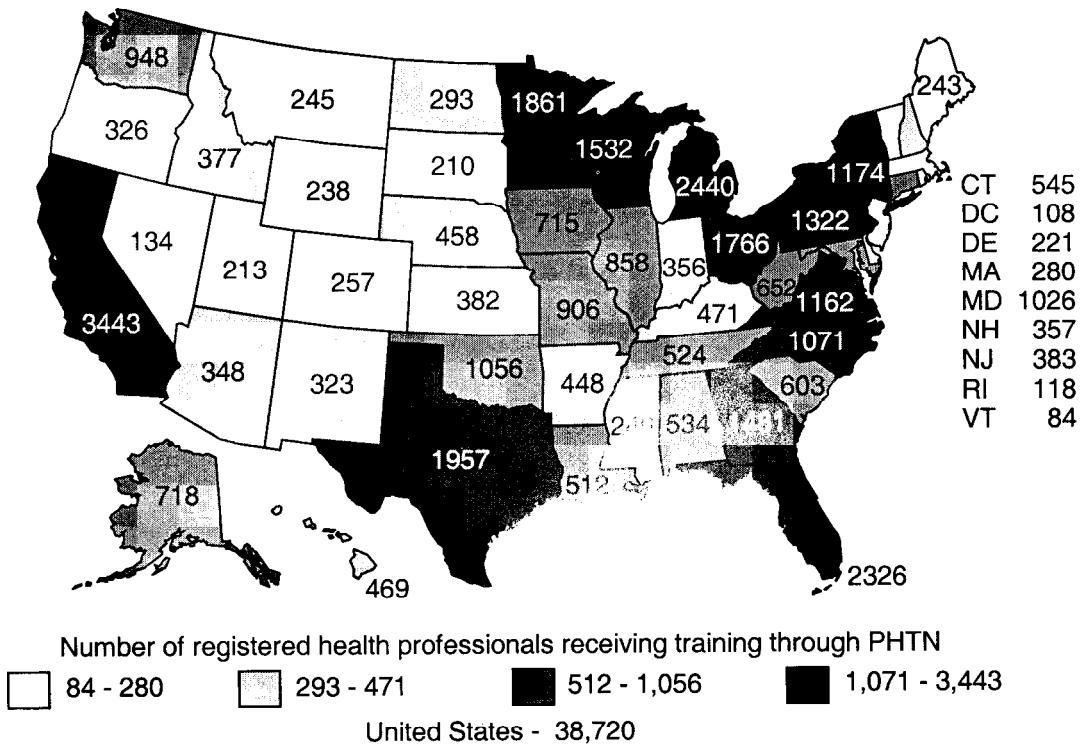 948
245
293
1861
243
326
377
238
210
1532
2440
1174
134
213
257
458
715
858
356
1766
1322
652
1162
382
906
471
1071
3443
348
323
1056
448
524
603
534
1481
1957
512
718
469
2326
CT 545
DC 108
DE 221
MA 280
MD 1026
NH 357
NJ 383
RI 118
VT 84
Number of registered health professionals receiving training through PHTN
84 - 280
293 - 471
512 - 1,056
1,071 - 3,443
United States - 38,720